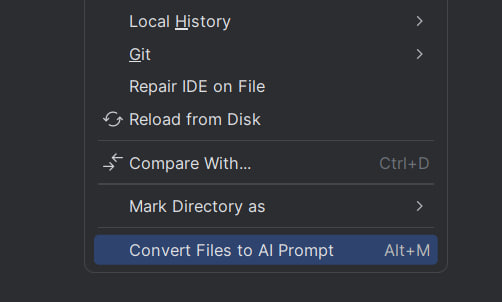 Local History
Git
Repair IDE on File
Reload from Disk
Compare With... Ctrl+D
Mark Directory as
Convert Files to AI Prompt Alt+M